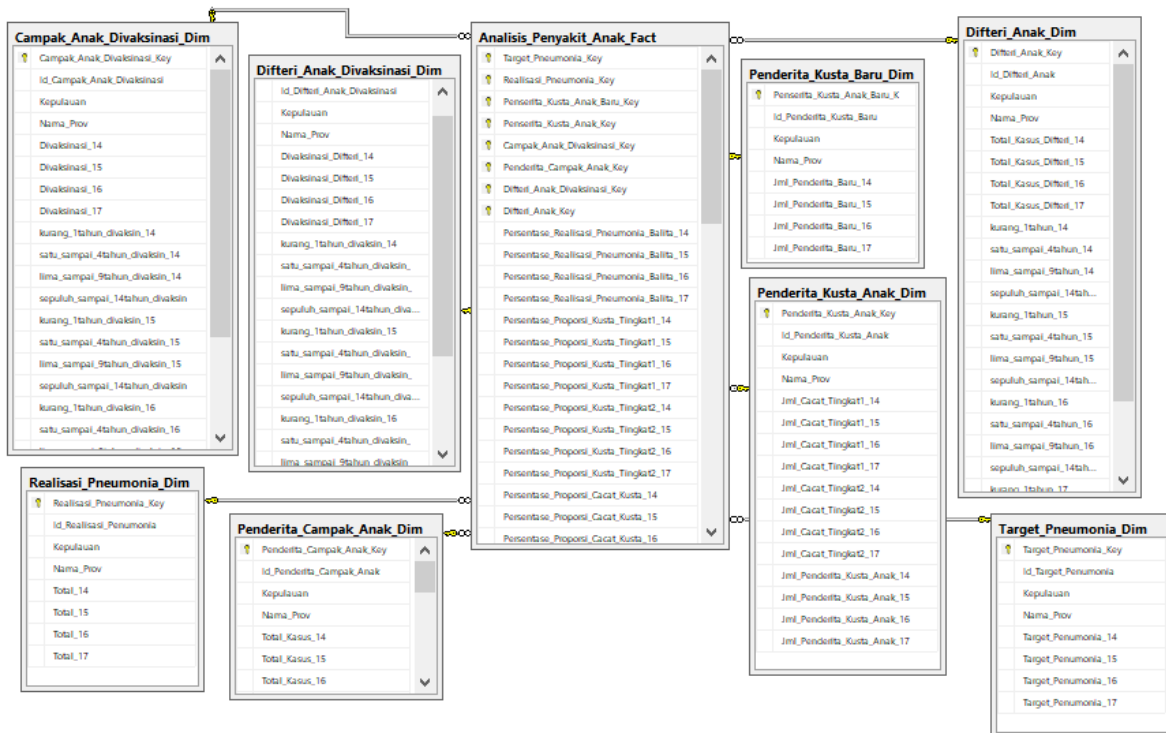 Campak_Anak_Divaksinasi_Dim
Campak_Anak_Divaksinasi_Key
Id_Campak_Anak_Divaksinasi
Kepulauan
Nama_Prov
Divaksinasi_14
Divaksinasi_15
Divaksinasi_16
Divaksinasi_17
kurang_1tahun_divaksin_14
satu_sampai_4tahun_divaksin_14
lima_sampai_9tahun_divaksin_14
sepuluh_sampai_14tahun_divaksin
kurang_1tahun_divaksin_15
satu_sampai_4tahun_divaksin_15
lima_sampai_9tahun_divaksin_15
sepuluh_sampai_14tahun_divaksin
kurang_1tahun_divaksin_16
satu_sampai_4tahun_divaksin_16
Difteri_Anak_Divaksinasi_Dim
Id_Difteri_Anak_Divaksinasi
Kepulauan
Nama_Prov
Divaksinasi_Difteri_14
Divaksinasi_Difteri_15
Divaksinasi_Difteri_16
Divaksinasi_Difteri_17
kurang_1tahun_divaksin_14
satu_sampai_4tahun_divaksin_
lima_sampai_9tahun_divaksin_
sepuluh_sampai_14tahun_diva...
kurang_1tahun_divaksin_15
satu_sampai_4tahun_divaksin_
lima_sampai_9tahun_divaksin_
sepuluh_sampai_14tahun_diva...
kurang_1tahun_divaksin_16
satu_sampai_4tahun_divaksin_
lima_sampai_9tahun_divaksin
Analisis_Penyakit_Anak_Fact
Target_Pneumonia_Key
Realisasi_Pneumonia_Key
Penserita_Kusta_Anak_Baru_Key
Penserita_Kusta_Anak_Key
Campak_Anak_Divaksinasi_Key
Penderita_Campak_Anak_Key
Difteri_Anak_Divaksinasi_Key
Difteri_Anak_Key
Persentase_Realisasi_Pneumonia_Balita_14
Persentase_Realisasi_Pneumonia_Balita_15
Persentase_Realisasi_Pneumonia_Balita_16
Persentase_Realisasi_Pneumonia_Balita_17
Persentase_Proporsi_Kusta_Tingkat1_14
Persentase_Proporsi_Kusta_Tingkat1_15
Persentase_Proporsi_Kusta_Tingkat1_16
Persentase_Proporsi_Kusta_Tingkat1_17
Persentase_Proporsi_Kusta_Tingkat2_14
Persentase_Proporsi_Kusta_Tingkat2_15
Persentase_Proporsi_Kusta_Tingkat2_16
Persentase_Proporsi_Kusta_Tingkat2_17
Persentase_Proporsi_Cacat_Kusta_14
Persentase_Proporsi_Cacat_Kusta_15
Persentase_Proporsi_Cacat_Kusta_16
Penderita_Kusta_Baru_Dim
Penserita_Kusta_Anak_Baru_K
Id_Penderita_Kusta_Baru
Kepulauan
Nama_Prov
Jml_Penderita_Baru_14
Jml_Penderita_Baru_15
Jml_Penderita_Baru_16
Jml_Penderita_Baru_17
Difteri_Anak_Dim
Difteri_Anak_Key
Id_Difteri_Anak
Kepulauan
Nama_Prov
Total_Kasus_Difteri_14
Total_Kasus_Difteri_15
Total_Kasus_Difteri_16
Total_Kasus_Difteri_17
kurang_1tahun_14
satu_sampai_4tahun_14
lima_sampai_9tahun_14
sepuluh_sampai_14tah...
kurang_1tahun_15
satu_sampai_4tahun_15
lima_sampai_9tahun_15
sepuluh_sampai_14tah...
kurang_1tahun_16
satu_sampai_4tahun_16
lima_sampai_9tahun_16
sepuluh_sampai_14tah...
kurang_1tahun_17
Penderita_Kusta_Anak_Dim
Penderita_Kusta_Anak_Key
Id_Penderita_Kusta_Anak
Kepulauan
Nama_Prov
Jml_Cacat_Tingkat1_14
Jml_Cacat_Tingkat1_15
Jml_Cacat_Tingkat1_16
Jml_Cacat_Tingkat1_17
Jml_Cacat_Tingkat2_14
Jml_Cacat_Tingkat2_15
Jml_Cacat_Tingkat2_16
Jml_Cacat_Tingkat2_17
Jml_Penderita_Kusta_Anak_14
Jml_Penderita_Kusta_Anak_15
Jml_Penderita_Kusta_Anak_16
Jml_Penderita_Kusta_Anak_17
Realisasi_Pneumonia_Dim
Realisasi_Pneumonia_Key
Id_Realisasi_Penumonia
Kepulauan
Nama_Prov
Total_14
Total_15
Total_16
Total_17
Penderita_Campak_Anak_Dim
Penderita_Campak_Anak_Key
Id_Penderita_Campak_Anak
Kepulauan
Nama_Prov
Total_Kasus_14
Total_Kasus_15
Total_Kasus_16
Target_Pneumonia_Dim
Target_Pneumonia_Key
Id_Target_Penumonia
Kepulauan
Nama_Prov
Target_Penumonia_14
Target_Penumonia_15
Target_Penumonia_16
Target_Penumonia_17